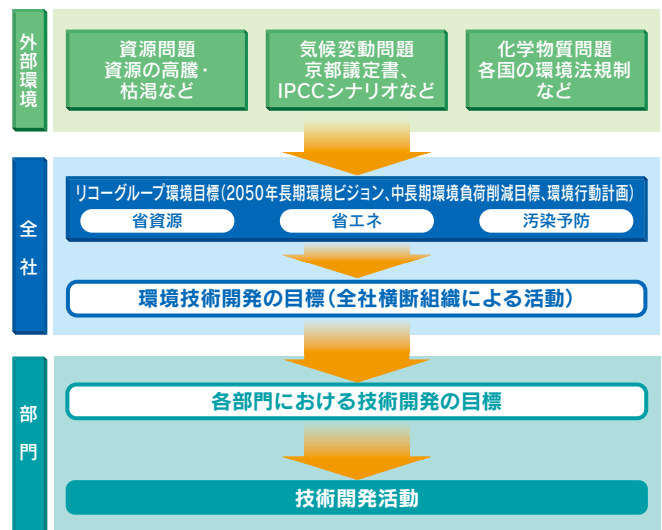 外部環境
資源問題
資源の高騰・
枯渇など
気候変動問題
京都議定書、
IPCCシナリオなど
化学物質問題
各国の環境法規制
など
全社
リコーグループ環境目標(2050年長期環境ビジョン、中長期環境負荷削減目標、環境行動計画)
省資源
省エネ
汚染予防
環境技術開発の目標(全社横断組織による活動)
部門
各部門における技術開発の目標
技術開発活動